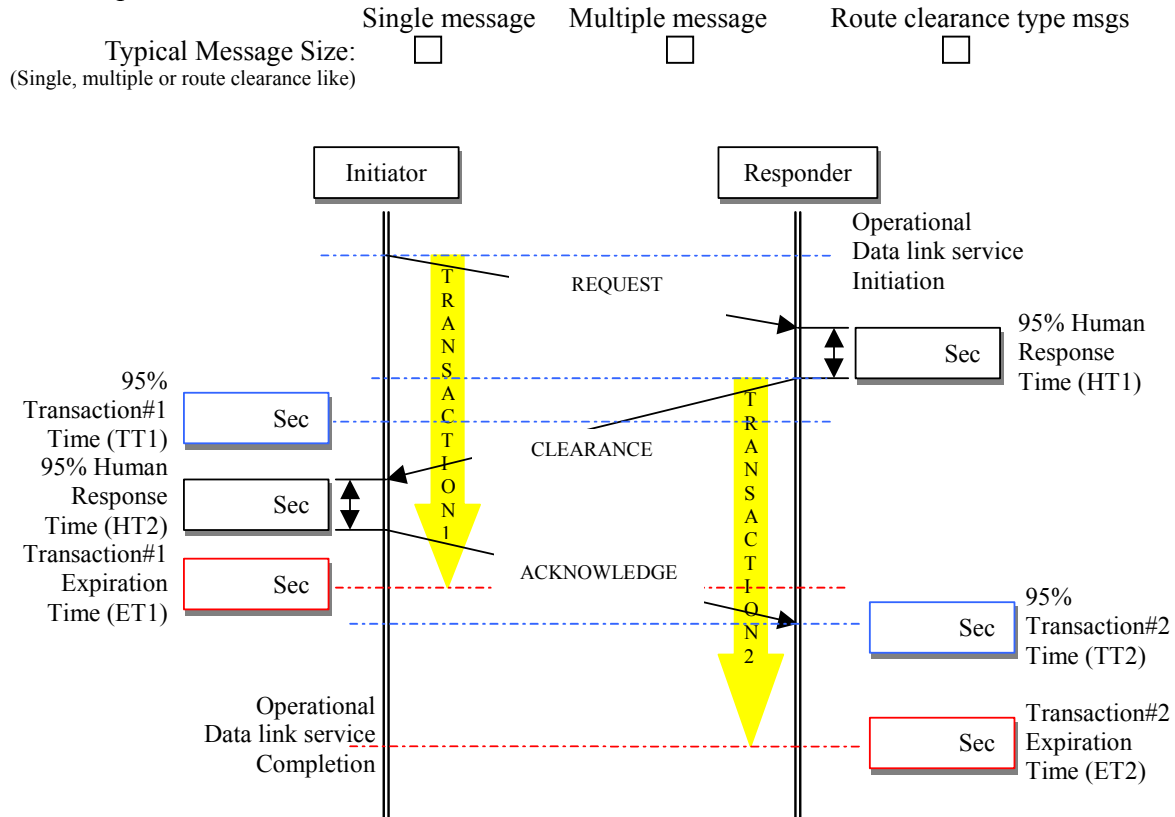 Single message
Multiple message
Route clearance type msgs
Typical Message Size:
(Single, multiple or route clearance like)
Initiator
Responder
Operational
Data link service
Initiation
REQUEST
TRANSACTION1
95% Human
Response
Time (HT1)
Sec
95%
Transaction#1
Time (TT1)
Sec
CLEARANCE
TRANSACTION2
95% Human
Response
Time (HT2)
Sec
Transaction#1
Expiration
Time (ET1)
Sec
ACKNOWLEDGE
95%
Transaction#2
Time (TT2)
Sec
Operational
Data link service
Completion
Transaction#2
Expiration
Time (ET2)
Sec